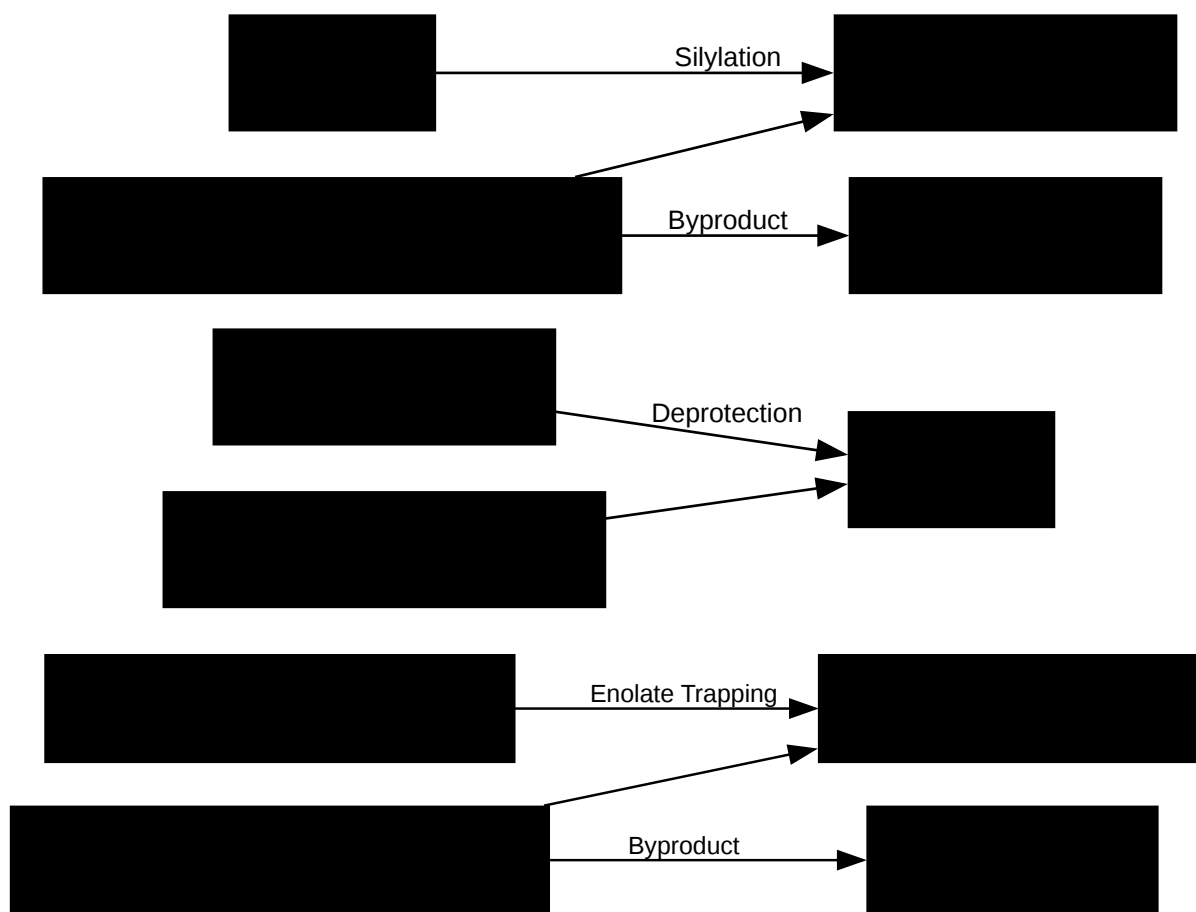 Silylation
Byproduct
Deprotection
Enolate Trapping
Byproduct